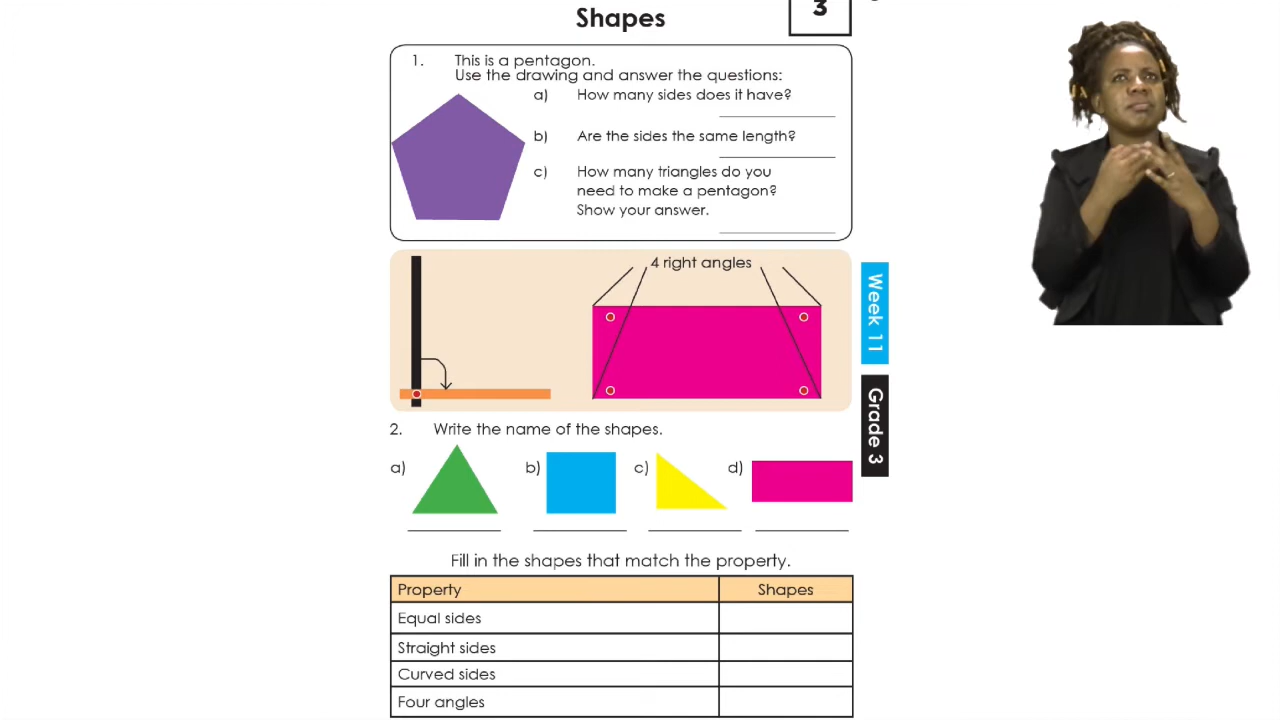 Shapes
3
1. This is a pentagon.
Use the drawing and answer the questions:
a) How many sides does it have?
b) Are the sides the same length?
c) How many triangles do you
need to make a pentagon?
Show your answer.
4 right angles
Week 11
Grade 3
2. Write the name of the shapes.
a) b) c) d)
Fill in the shapes that match the property.
Property Shapes
Equal sides
Straight sides
Curved sides
Four angles